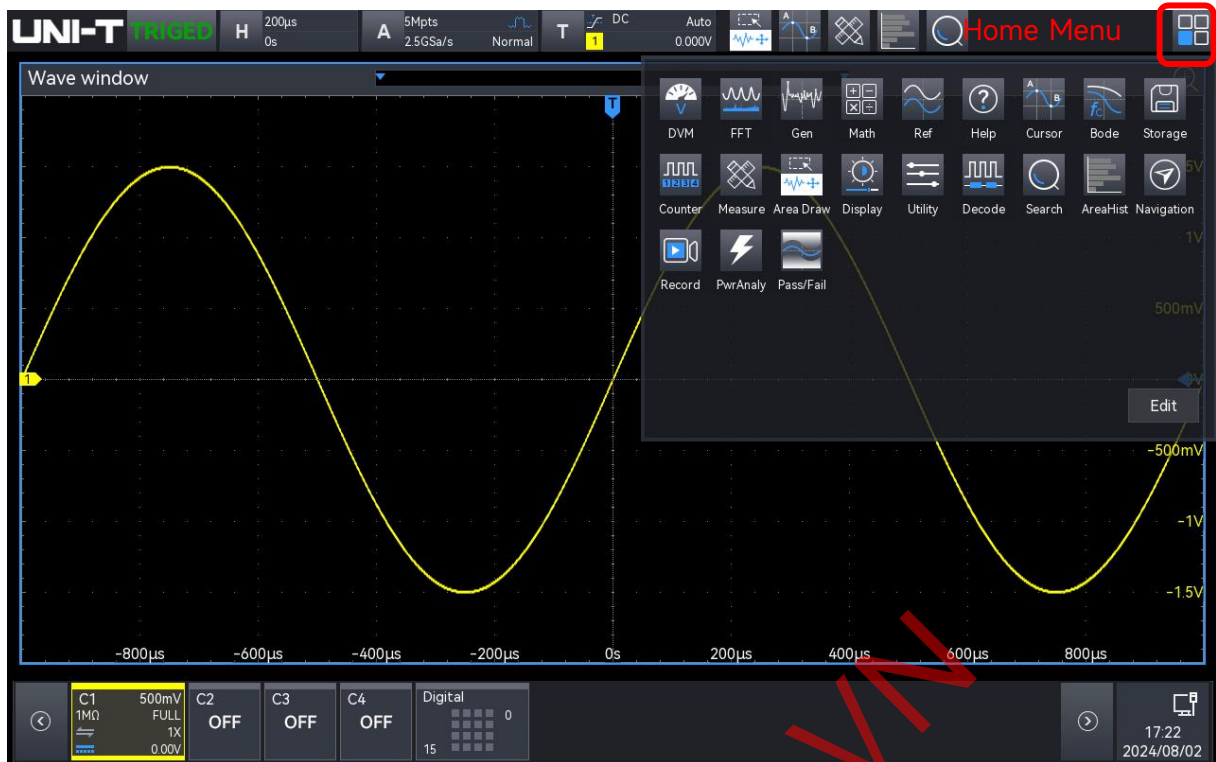 UNI-T TRIGED H 200μs A 5Mpts T DC Auto Home Menu
0s 2.5GSa/s Normal 1 0.000V
Wave window
T
DVM FFT Gen Math Ref Help Cursor Bode Storage
Counter Measure Area Draw Display Utility Decode Search AreaHist Navigation
1V
Record PwrAnaly Pass/Fail
500mV
1
0V
Edit
-500mV
-1V
-1.5V
-800μs -600μs -400μs -200μs 0s 200μs 400μs 600μs 800μs
C1 500mV C2 C3 C4 Digital
1MΩ FULL OFF OFF OFF 0
1X
0.00V 15
17:22
2024/08/02
VN